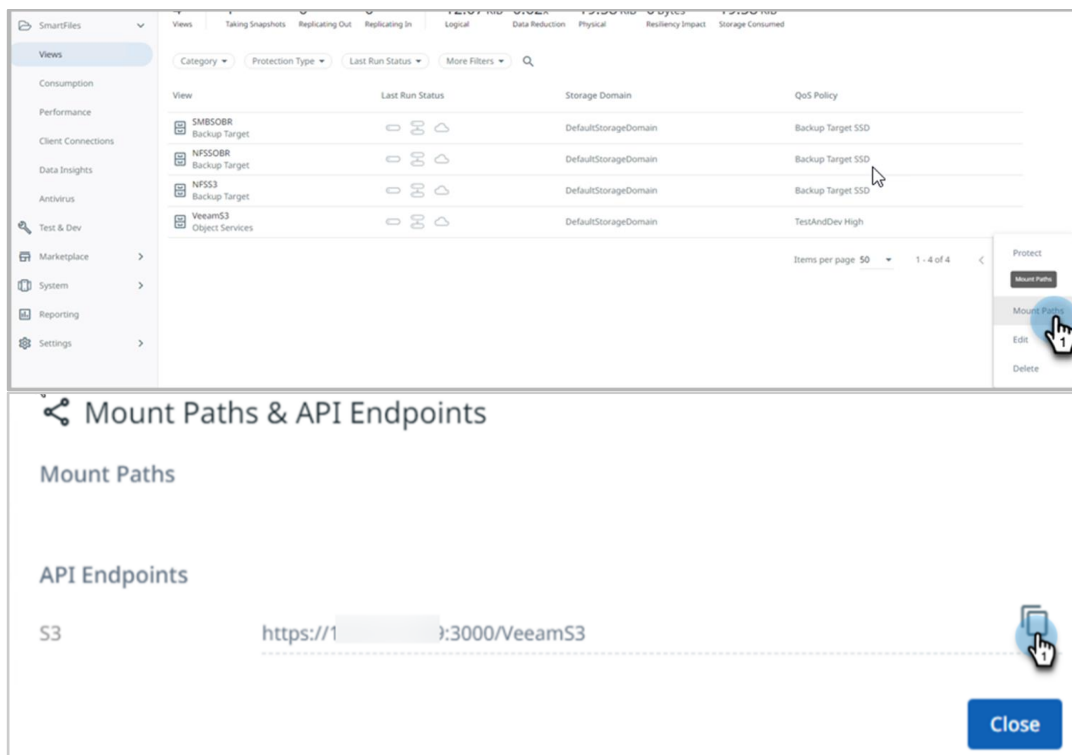 SmartFiles
Views
Consumption
Performance
Client Connections
Data Insights
Antivirus
Test & Dev
Marketplace
System
Reporting
Settings
Views Taking Snapshots Replicating Out Replicating In Logical Data Reduction Physical Resiliency Impact Storage Consumed
Category Protection Type Last Run Status More Filters
View Last Run Status Storage Domain QoS Policy
SMBSOBR
Backup Target DefaultStorageDomain Backup Target SSD
NFSSOBR
Backup Target DefaultStorageDomain Backup Target SSD
NFSS3
Backup Target DefaultStorageDomain Backup Target SSD
VeeamS3
Object Services DefaultStorageDomain TestAndDev High
Items per page 50 1 - 4 of 4
Protect
Mount Paths
Mount Paths
1
Edit
Delete
Mount Paths & API Endpoints
Mount Paths
API Endpoints
S3 https://1 9:3000/VeeamS3
1
Close